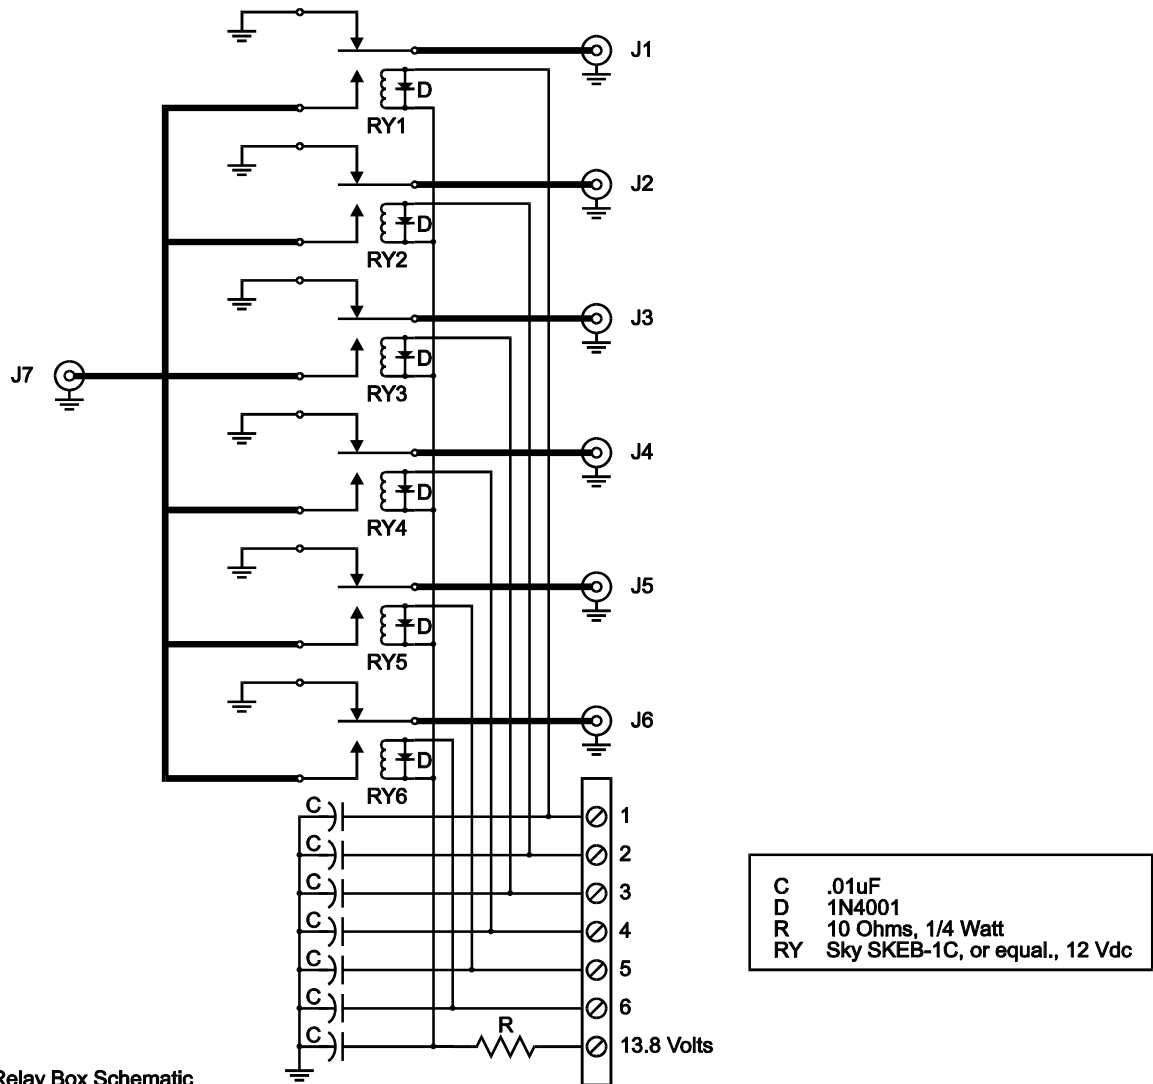 J1
D
RY1
J2
D
RY2
J3
D
RY3
J7
J4
D
RY4
J5
D
RY5
J6
D
RY6
C
1
C
2
C
3
C
4
C
5
C
6
C
R
13.8 Volts
C .01uF
D 1N4001
R 10 Ohms, 1/4 Watt
RY Sky SKEB-1C, or equal., 12 Vdc
Relay Box Schematic